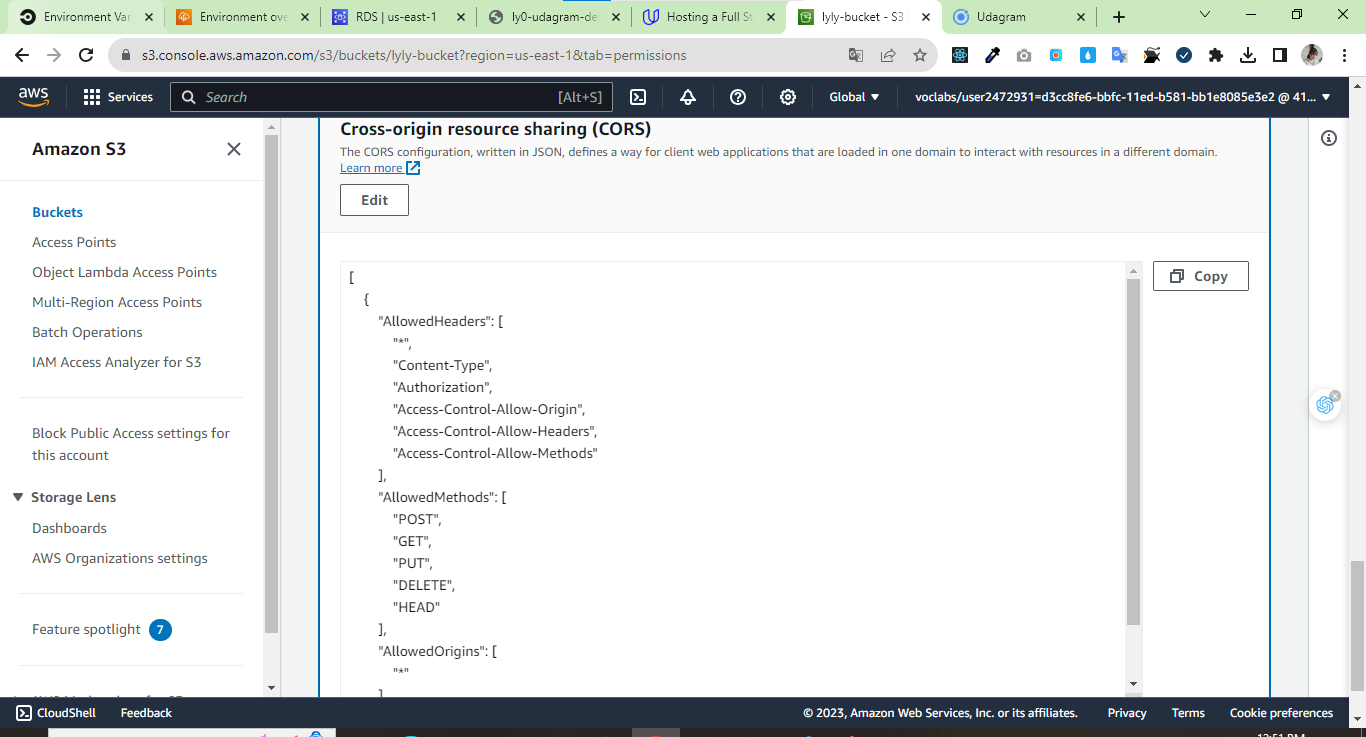 Environment Var
Environment ove
RDS | us-east-1
ly0-udagram-de
Hosting a Full St
lyly-bucket - S3
Udagram
s3.console.aws.amazon.com/s3/buckets/lyly-bucket?region=us-east-1&tab=permissions
aws
Services
Search
[Alt+S]
Global
voclabs/user2472931=d3cc8fe6-bbfc-11ed-b581-bb1e8085e3e2 @ 41...
Amazon S3
Buckets
Access Points
Object Lambda Access Points
Multi-Region Access Points
Batch Operations
IAM Access Analyzer for S3
Block Public Access settings for
this account
Storage Lens
Dashboards
AWS Organizations settings
Feature spotlight 7
Cross-origin resource sharing (CORS)
The CORS configuration, written in JSON, defines a way for client web applications that are loaded in one domain to interact with resources in a different domain.
Learn more
Edit
Copy
[
{
"AllowedHeaders": [
"*",
"Content-Type",
"Authorization",
"Access-Control-Allow-Origin",
"Access-Control-Allow-Headers",
"Access-Control-Allow-Methods"
],
"AllowedMethods": [
"POST",
"GET",
"PUT",
"DELETE",
"HEAD"
],
"AllowedOrigins": [
"*"
]
CloudShell
Feedback
© 2023, Amazon Web Services, Inc. or its affiliates.
Privacy
Terms
Cookie preferences